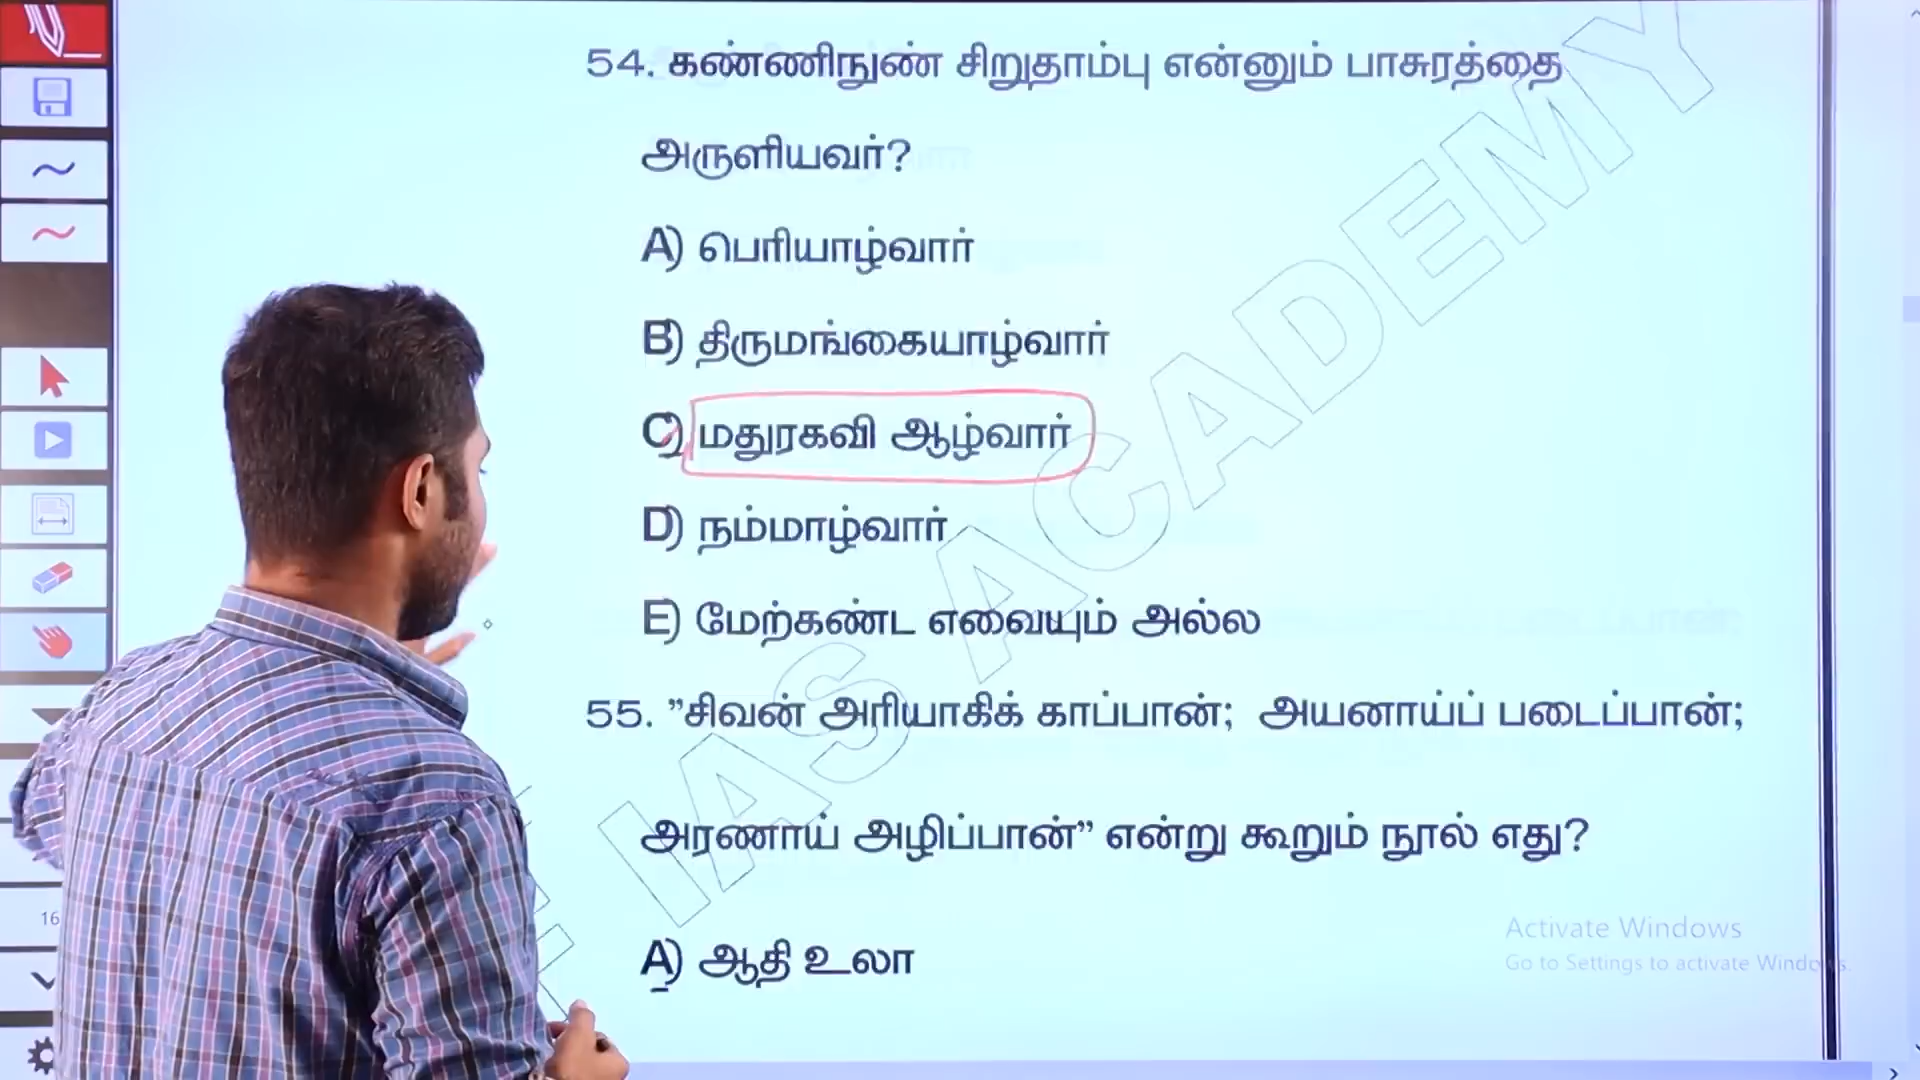 54. கண்ணிநுண் சிறுதாம்பு என்னும் பாசுரத்தை
அருளியவர்?
A) பெரியாழ்வார்
B) திருமங்கையாழ்வார்
C) மதுரகவி ஆழ்வார்
D) நம்மாழ்வார்
E) மேற்கண்ட எவையும் அல்ல
55. ”சிவன் அரியாகிக் காப்பான்; அயனாய்ப் படைப்பான்;
அரணாய் அழிப்பான்” என்று கூறும் நூல் எது?
A) ஆதி உலா
IAS ACADEMY
16
Activate Windows
Go to Settings to activate Windows.